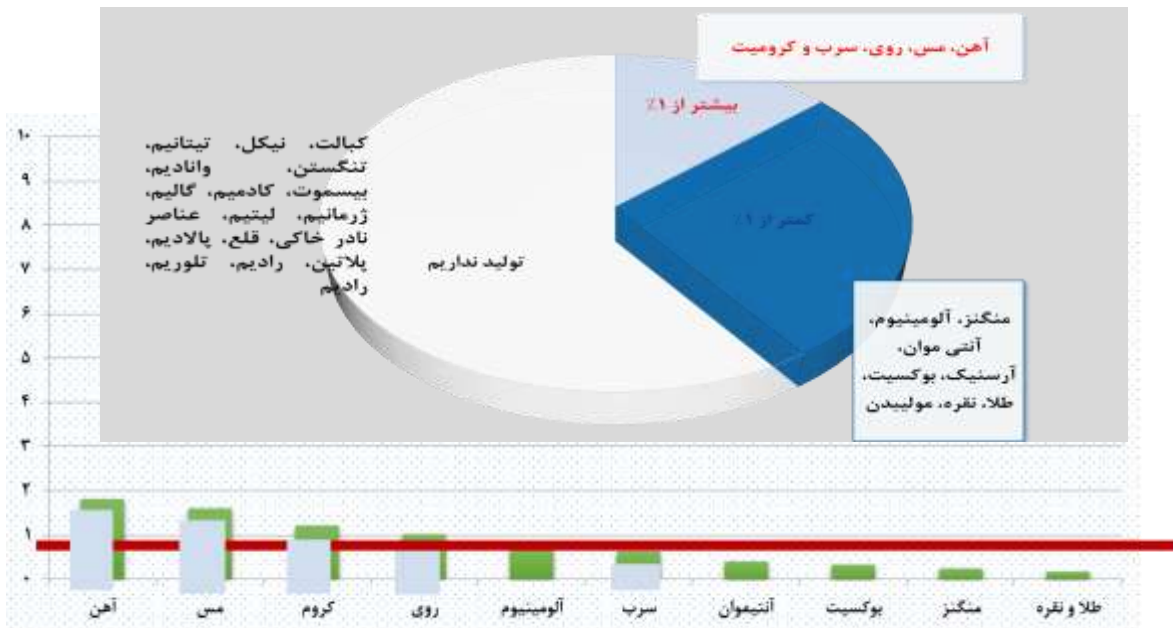 آهن، مس، روی، سرب و کرومیت
بیشتر از ۱٪
کمتر از ۱٪
تولید نداریم
کبالت، نیکل، تیتانیم،
تنگستن، وانادیم،
بیسموت، کادمیم، گالیم،
ژرمانیم، لیتیم، عناصر
نادر خاکی، قلع، پالادیم،
پلاتین، رادیم، تلوریم،
رادیم
منگنز، آلومینیوم،
آنتی موان،
آرسنیک، بوکسیت،
طلا، نقره، مولیبدن
۱۰
۹
۸
۷
۶
۵
۴
۳
۲
۱
۰
آهن
مس
کروم
روی
آلومینیوم
سرب
آنتیموان
بوکسیت
منگنز
طلا و نقره